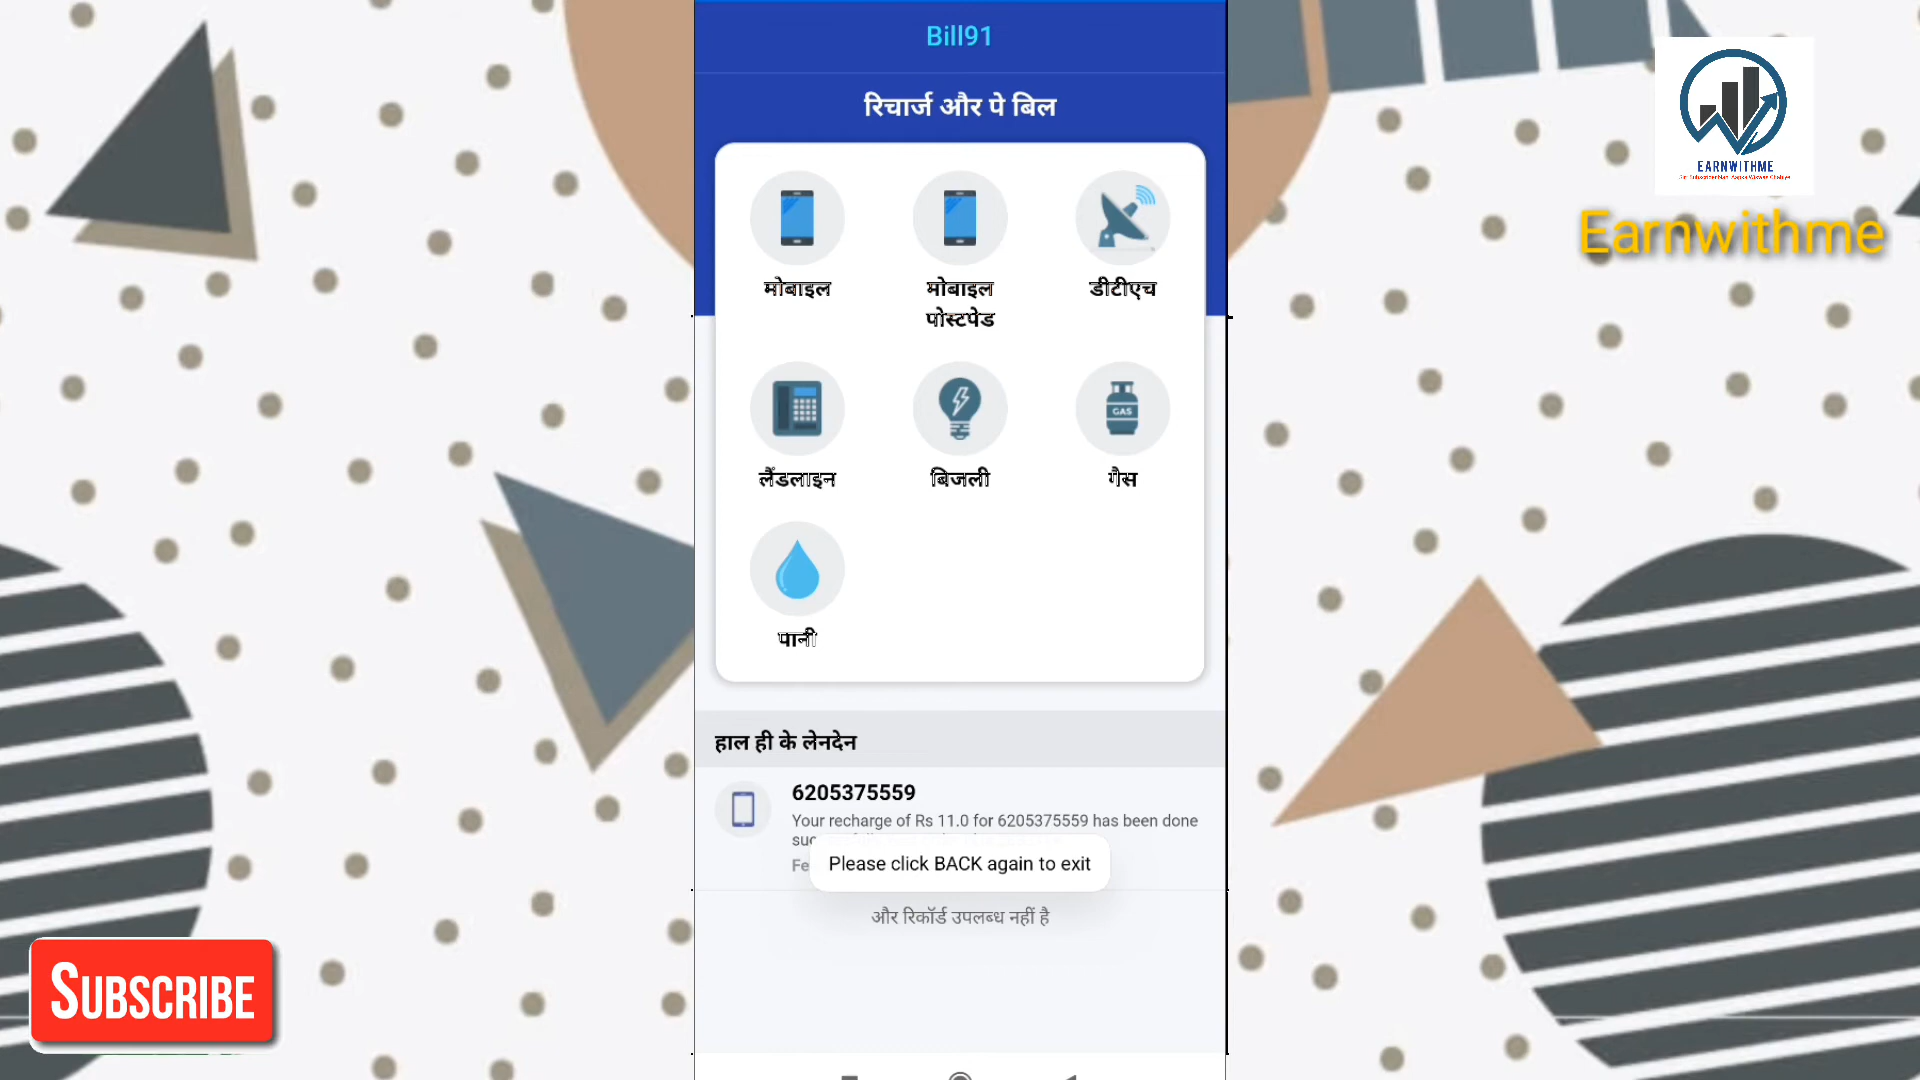 Bill91
रिचार्ज और पे बिल
मोबाइल
मोबाइल
पोस्टपेड
डीटीएच
लैंडलाइन
बिजली
GAS
गैस
पानी
हाल ही के लेनदेन
6205375559
Your recharge of Rs 11.0 for 6205375559 has been done
Please click BACK again to exit
और रिकॉर्ड उपलब्ध नहीं है
EARNWITHME
Earnwithme
SUBSCRIBE